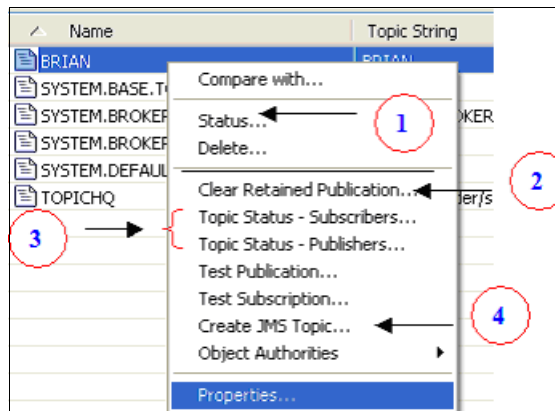 Name Topic String
BRIAN BRIAN
SYSTEM.BASE.TO
SYSTEM.BROKER OKER
SYSTEM.BROKER
SYSTEM.DEFAUL
TOPICHQ der/s
Compare with...
Status...
Delete...
Clear Retained Publication...
Topic Status - Subscribers...
Topic Status - Publishers...
Test Publication...
Test Subscription...
Create JMS Topic...
Object Authorities
Properties...
1
2
3
4